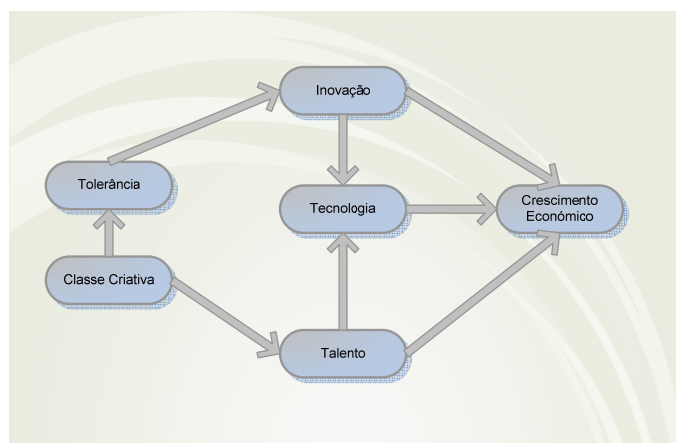 Inovação
Tolerância
Tecnologia
Crescimento
Económico
Classe Criativa
Talento